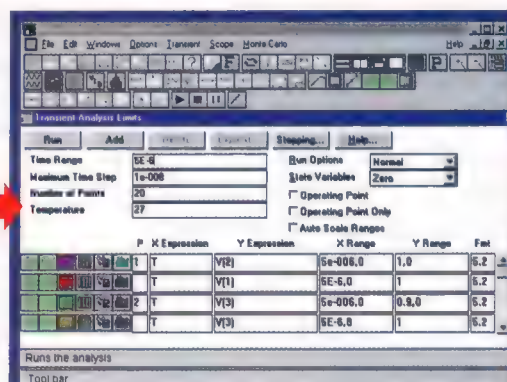 File Edit Windows Options Transient Scope Monte Carlo Help
Transient Analysis Limits
Run Add Stepping... Help...
Time Range 5E-6 Run Options Normal
Maximum Time Step 1e-008 State Variables Zero
Number of Points 20 Operating Point
Temperature 27 Operating Point Only
Auto Scale Ranges
P X Expression Y Expression X Range Y Range Fmt
1 T V(2) 5e-006,0 1,0 6.2
T V(1) 5E-6,0 1 6.2
2 T V(3) 5e-006,0 0.9,0 6.2
T V(3) 5E-6,0 1 6.2
Runs the analysis
Tool bar